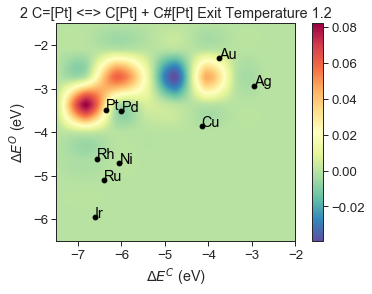 2 C=[Pt] <=> C[Pt] + C#[Pt] Exit Temperature 1.2
Au
Ag
Pt
Pd
Cu
Rh
Ni
Ru
Ir
−2
−3
−4
−5
−6
ΔE^O (eV)
−7 −6 −5 −4 −3 −2
ΔE^C (eV)
0.08
0.06
0.04
0.02
0.00
−0.02